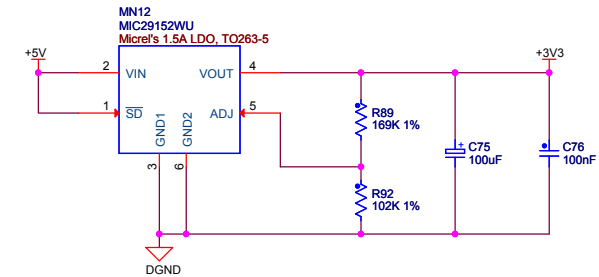 MN12
MIC29152WU
Micrel's 1.5A LDO, TO263-5
+5V
+3V3
2
VIN
VOUT
4
1
SD
ADJ
5
GND1
GND2
3
6
R89
169K 1%
R92
102K 1%
+
C75
100uF
C76
100nF
DGND